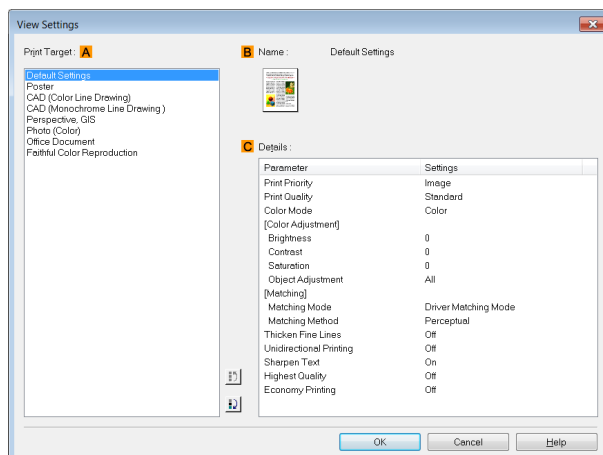 View Settings
Print Target : A
Default Settings
Poster
CAD (Color Line Drawing)
CAD (Monochrome Line Drawing )
Perspective, GIS
Photo (Color)
Office Document
Faithful Color Reproduction
B Name : Default Settings
C Details :
Parameter Settings
Print Priority Image
Print Quality Standard
Color Mode Color
[Color Adjustment]
Brightness 0
Contrast 0
Saturation 0
Object Adjustment All
[Matching]
Matching Mode Driver Matching Mode
Matching Method Perceptual
Thicken Fine Lines Off
Unidirectional Printing Off
Sharpen Text On
Highest Quality Off
Economy Printing Off
OK Cancel Help